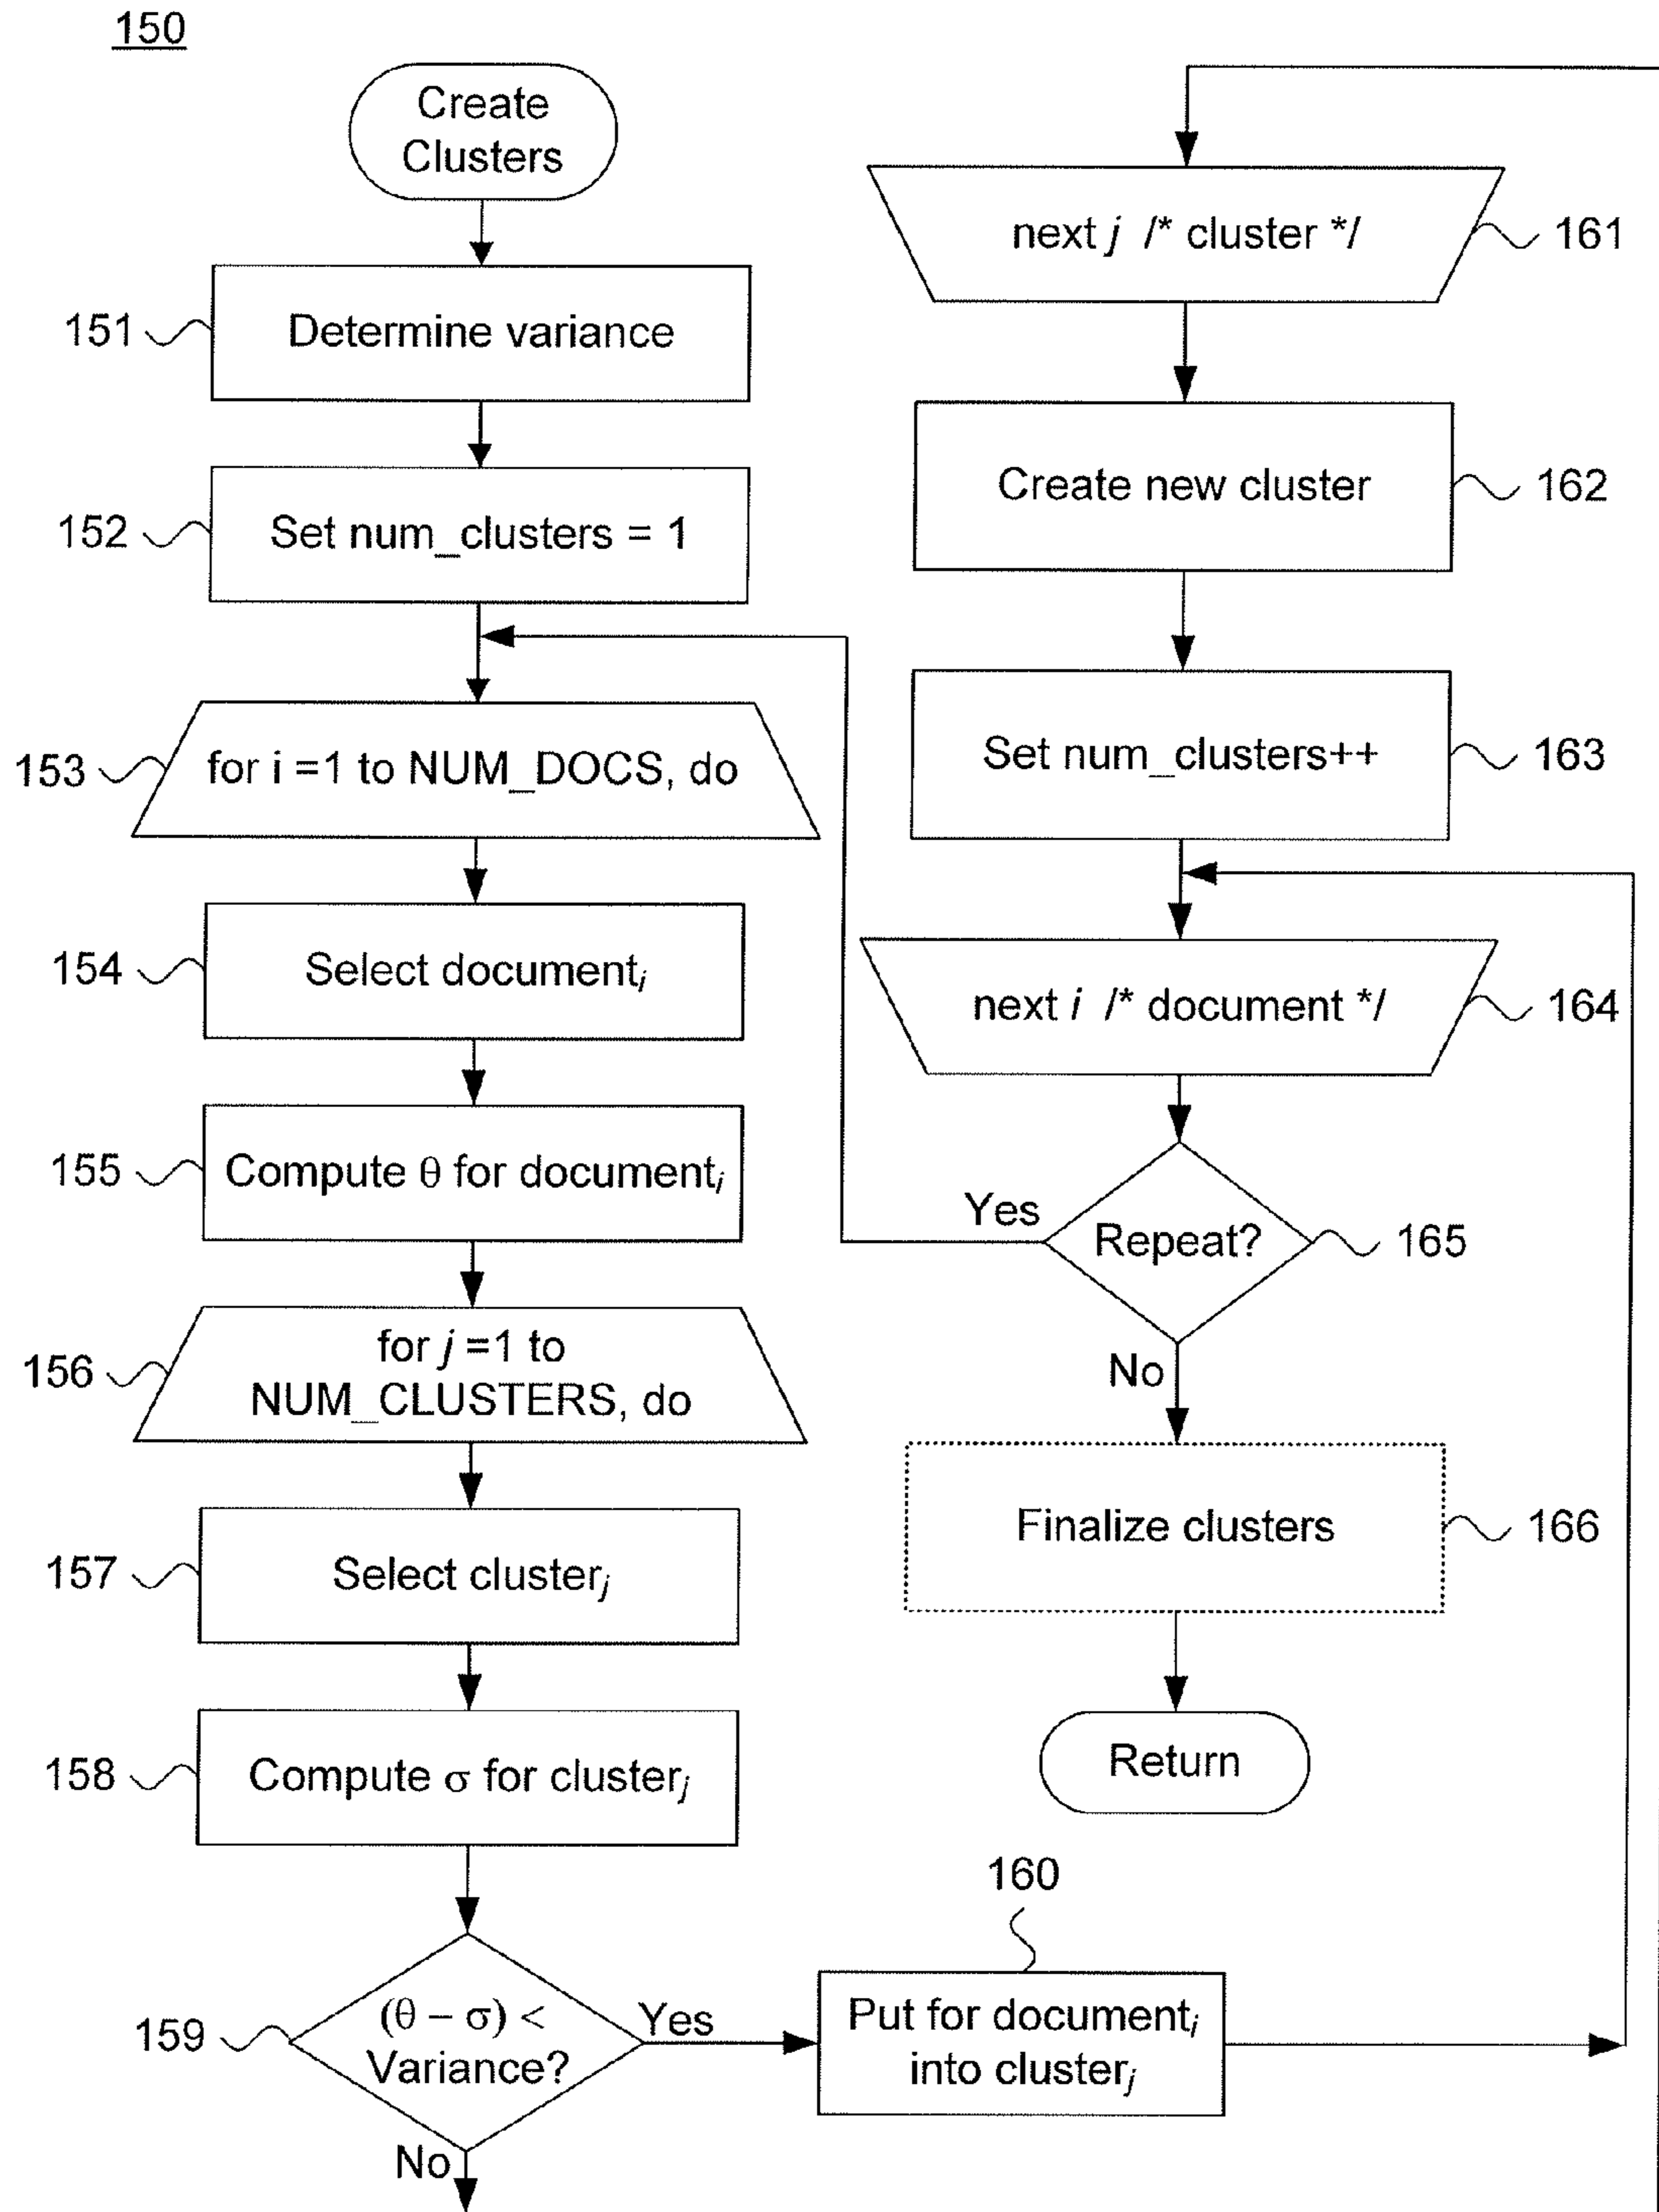 150
Create
Clusters
151
Determine variance
152
Set num_clusters = 1
153
for i =1 to NUM_DOCS, do
154
Select documentᵢ
155
Compute θ for documentᵢ
156
for j =1 to
NUM_CLUSTERS, do
157
Select clusterⱼ
158
Compute σ for clusterⱼ
159
(θ – σ) <
Variance?
Yes
No
160
Put for documentᵢ
into clusterⱼ
next j /* cluster */
161
Create new cluster
162
Set num_clusters++
163
next i /* document */
164
Repeat?
165
Yes
No
Finalize clusters
166
Return